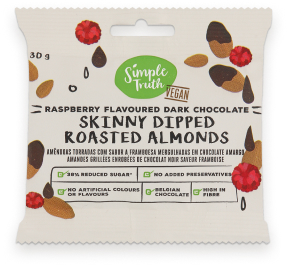 30 g
Simple
Truth
VEGAN
RASPBERRY FLAVOURED DARK CHOCOLATE
SKINNY DIPPED
ROASTED ALMONDS
AMÊNDOAS TORRADAS COM SABOR A FRAMBOESA MERGULHADAS EM CHOCOLATE AMARGO
AMANDES GRILLÉES ENROBÉES DE CHOCOLAT NOIR SAVEUR FRAMBOISE
38% REDUCED SUGAR*
NO ADDED PRESERVATIVES
NO ARTIFICIAL COLOURS
OR FLAVOURS
BELGIAN
CHOCOLATE
HIGH IN
FIBRE